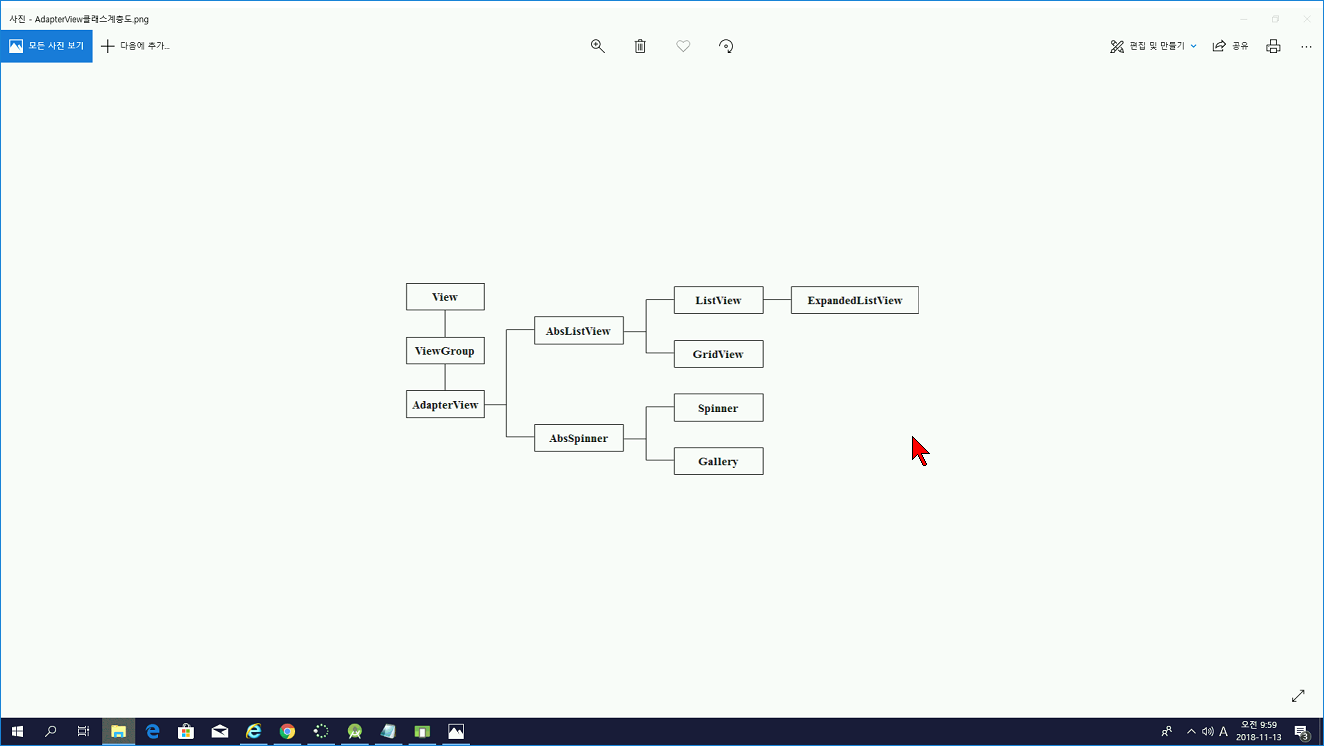 사진 - AdapterView클래스계층도.png
모든 사진 보기
다음에 추가...
편집 및 만들기
공유
View
ViewGroup
AdapterView
AbsListView
AbsSpinner
ListView
ExpandedListView
GridView
Spinner
Gallery
A
오전 9:59
2018-11-13
3